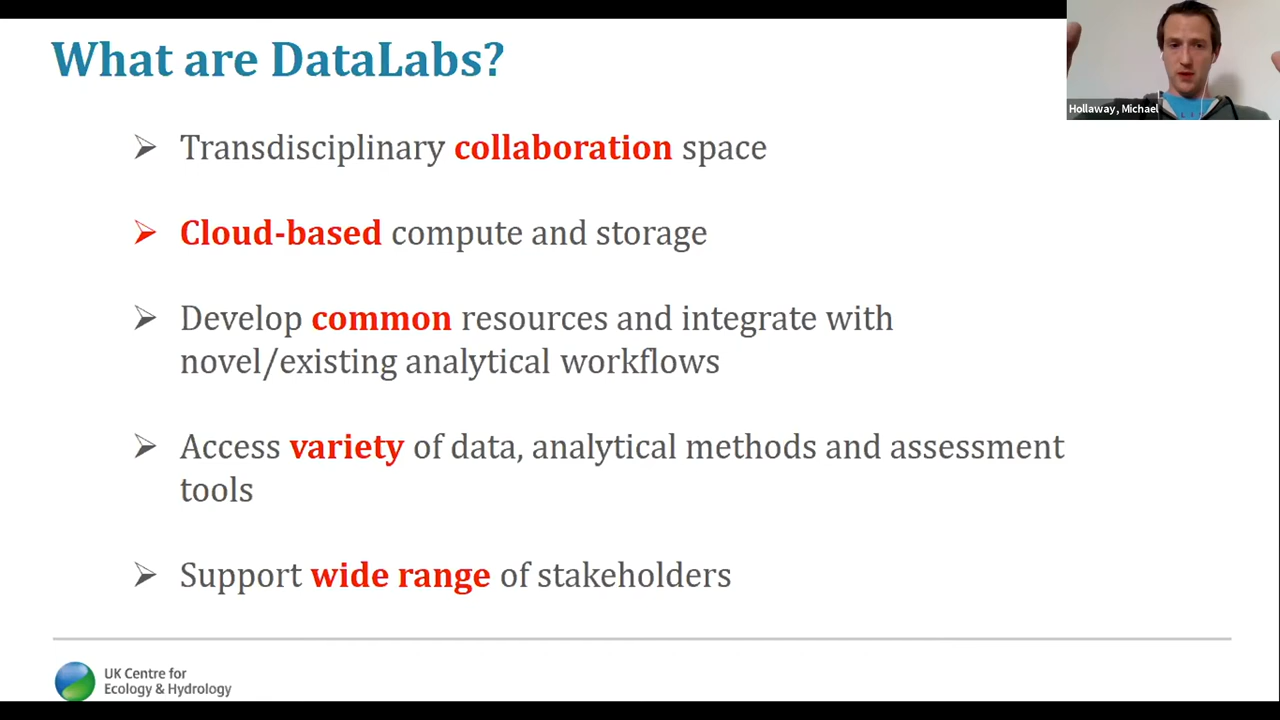 What are DataLabs?
Hollaway, Michael
➢ Transdisciplinary collaboration space
➢ Cloud-based compute and storage
➢ Develop common resources and integrate with
novel/existing analytical workflows
➢ Access variety of data, analytical methods and assessment
tools
➢ Support wide range of stakeholders
UK Centre for
Ecology & Hydrology